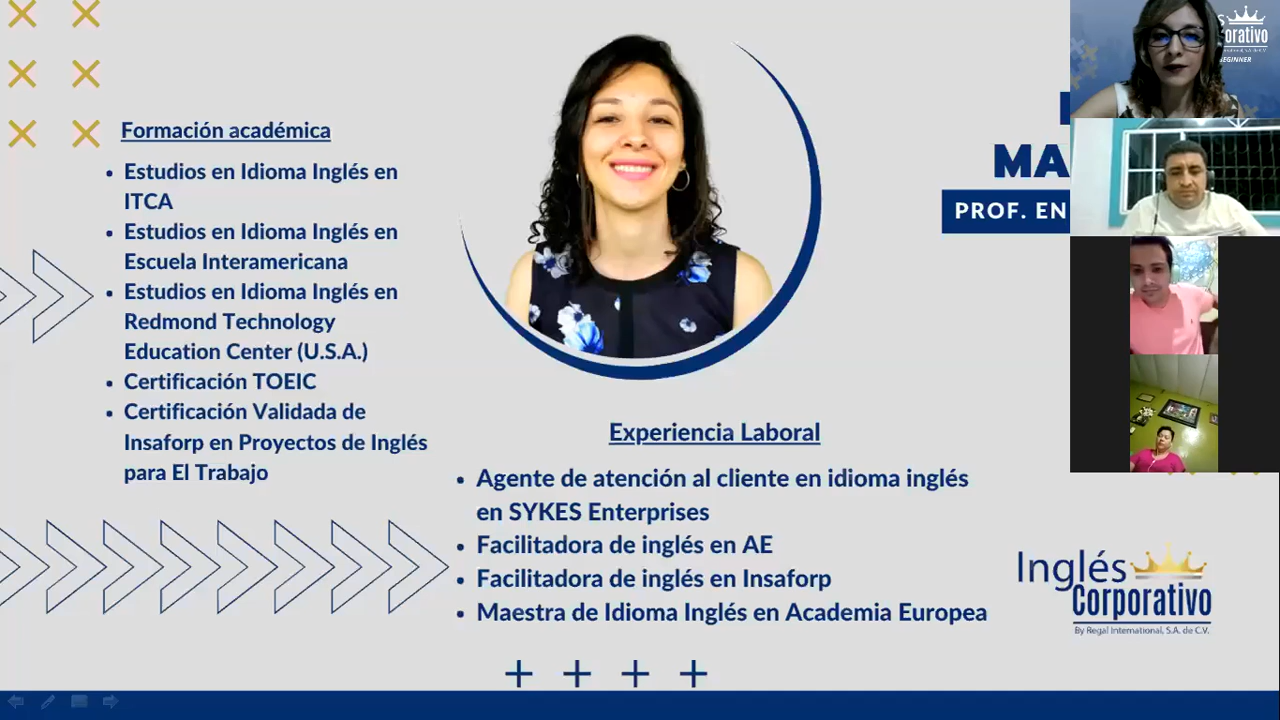 Formación académica
Estudios en Idioma Inglés en
ITCA
Estudios en Idioma Inglés en
Escuela Interamericana
Estudios en Idioma Inglés en
Redmond Technology
Education Center (U.S.A.)
Certificación TOEIC
Certificación Validada de
Insaforp en Proyectos de Inglés
para El Trabajo
MA
PROF. EN
Experiencia Laboral
Agente de atención al cliente en idioma inglés
en SYKES Enterprises
Facilitadora de inglés en AE
Facilitadora de inglés en Insaforp
Maestra de Idioma Inglés en Academia Europea
Inglés
Corporativo
By Regal International, S.A. de C.V.